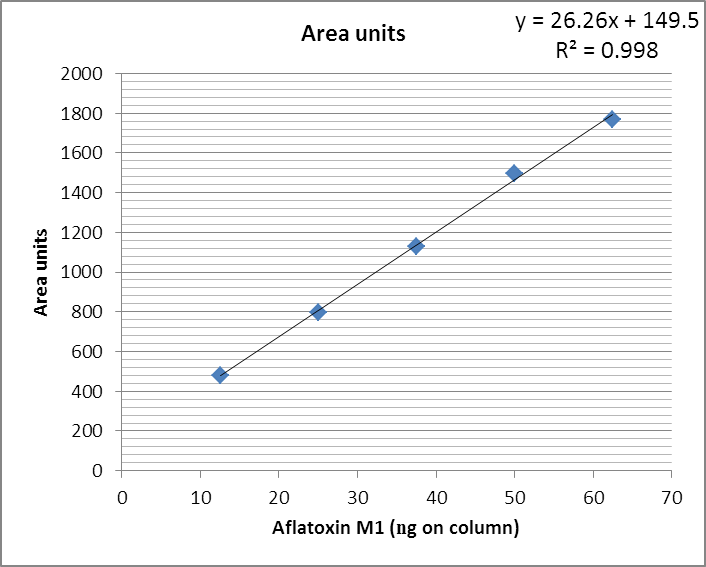 Area units
y = 26.26x + 149.5
R² = 0.998
2000
1800
1600
1400
1200
1000
800
600
400
200
0
Area units
0 10 20 30 40 50 60 70
Aflatoxin M1 (ng on column)